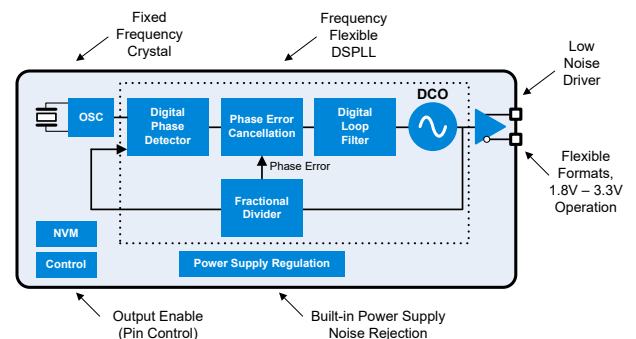 Fixed
Frequency
Crystal
Frequency
Flexible
DSPLL
Low
Noise
Driver
OSC
Digital
Phase
Detector
Phase Error
Cancellation
Digital
Loop
Filter
DCO
Phase Error
Fractional
Divider
Flexible
Formats,
1.8V – 3.3V
Operation
NVM
Control
Power Supply Regulation
Output Enable
(Pin Control)
Built-in Power Supply
Noise Rejection